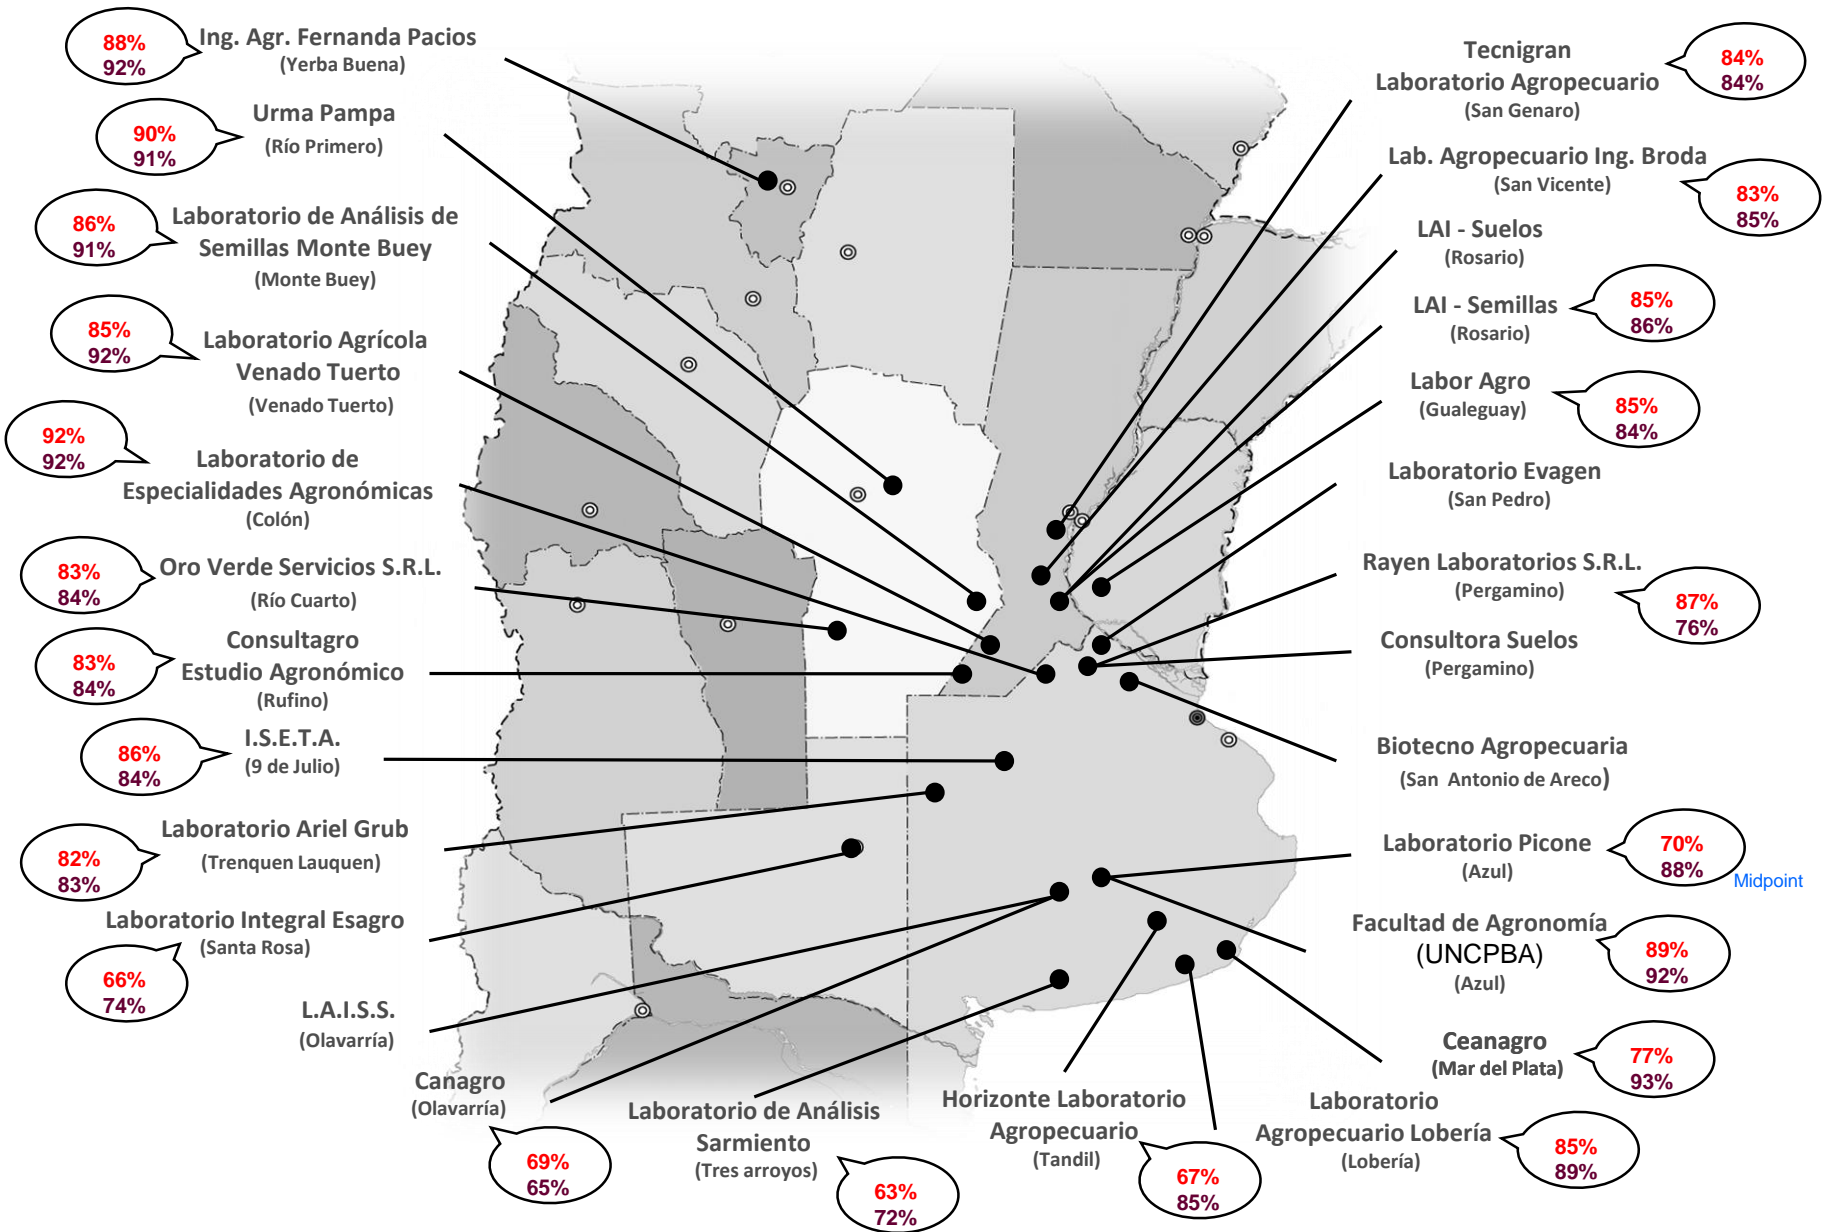 88%
92%
Ing. Agr. Fernanda Pacios
(Yerba Buena)
90%
91%
Urma Pampa
(Río Primero)
86%
91%
Laboratorio de Análisis de
Semillas Monte Buey
(Monte Buey)
85%
92%
Laboratorio Agrícola
Venado Tuerto
(Venado Tuerto)
92%
92%
Laboratorio de
Especialidades Agronómicas
(Colón)
83%
84%
Oro Verde Servicios S.R.L.
(Río Cuarto)
83%
84%
Consultagro
Estudio Agronómico
(Rufino)
86%
84%
I.S.E.T.A.
(9 de Julio)
82%
83%
Laboratorio Ariel Grub
(Trenquen Lauquen)
Laboratorio Integral Esagro
(Santa Rosa)
66%
74%
L.A.I.S.S.
(Olavarría)
Canagro
(Olavarría)
69%
65%
Laboratorio de Análisis
Sarmiento
(Tres arroyos)
63%
72%
Horizonte Laboratorio
Agropecuario
(Tandil)
67%
85%
Laboratorio
Agropecuario Lobería
(Lobería)
85%
89%
Tecnigran
Laboratorio Agropecuario
(San Genaro)
84%
84%
Lab. Agropecuario Ing. Broda
(San Vicente)
83%
85%
LAI - Suelos
(Rosario)
LAI - Semillas
(Rosario)
85%
86%
Labor Agro
(Gualeguay)
85%
84%
Laboratorio Evagen
(San Pedro)
Rayen Laboratorios S.R.L.
(Pergamino)
87%
76%
Consultora Suelos
(Pergamino)
Biotecno Agropecuaria
(San Antonio de Areco)
Laboratorio Picone
(Azul)
70%
88%
Midpoint
Facultad de Agronomía
(UNCPBA)
(Azul)
89%
92%
Ceanagro
(Mar del Plata)
77%
93%